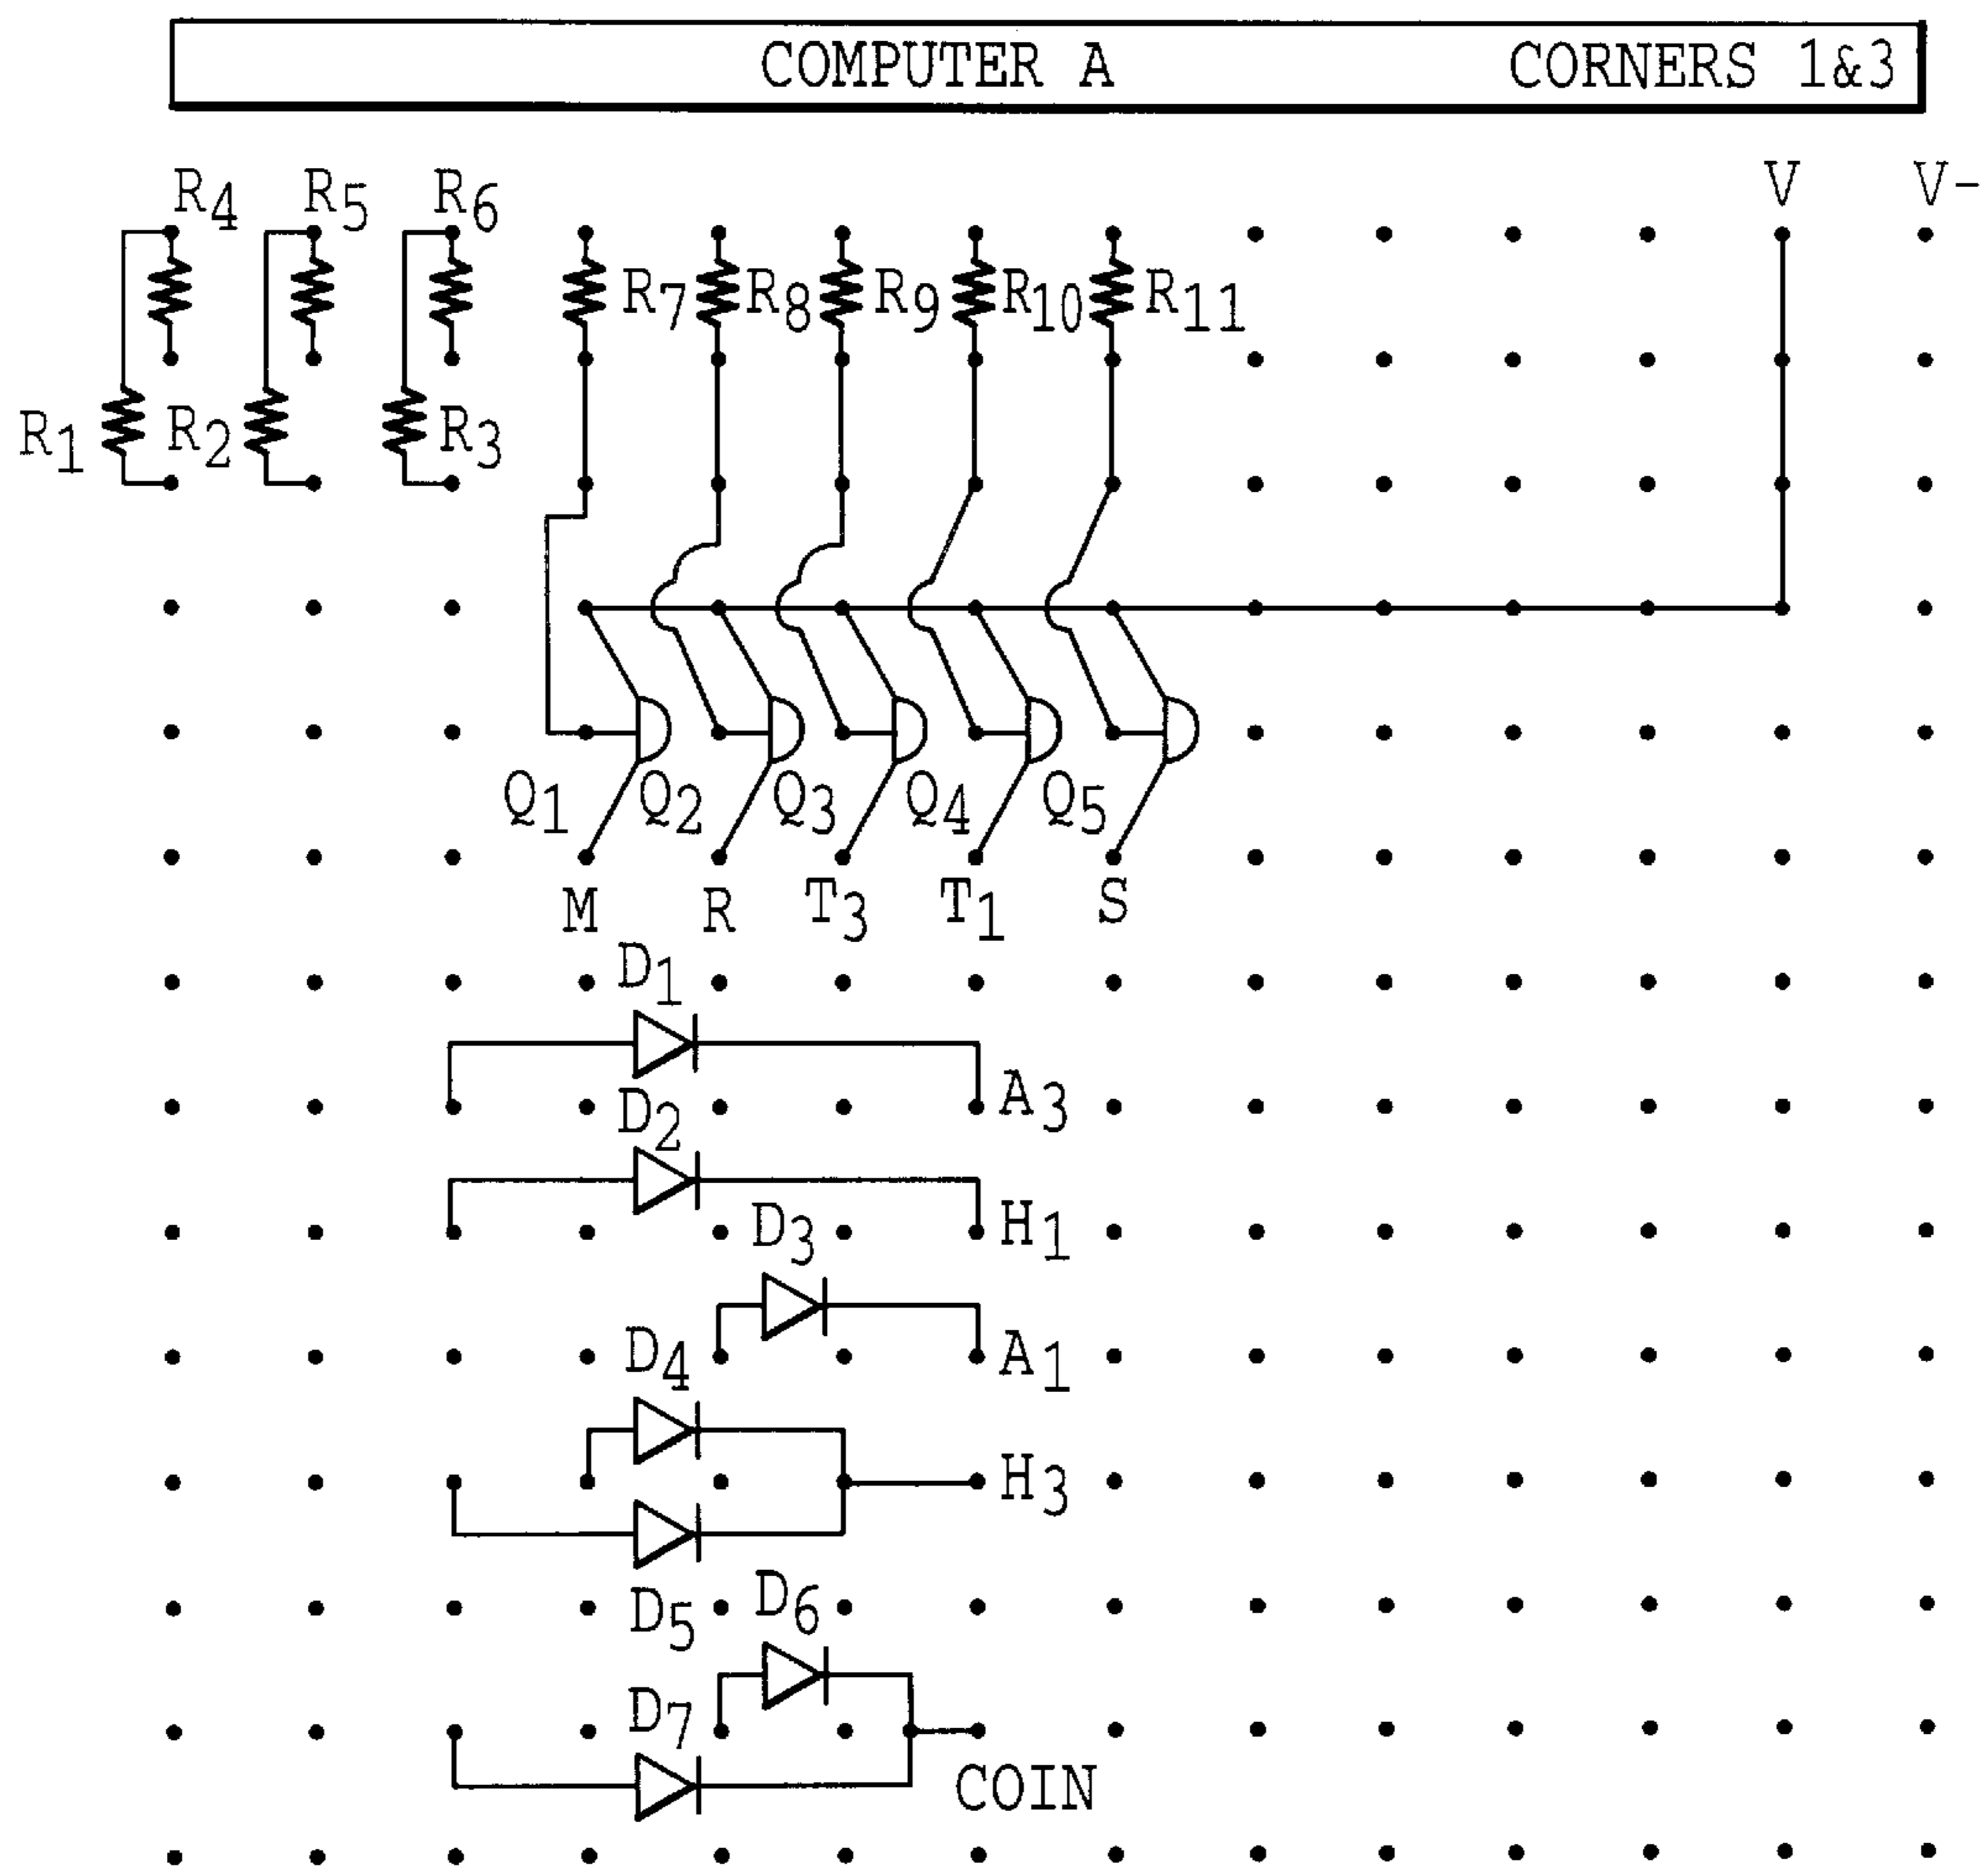 COMPUTER A CORNERS 1&3
R4 R5 R6 V V-
R7 R8 R9 R10 R11
R1 R2 R3
Q1 Q2 Q3 Q4 Q5
M R T3 T1 S
D1
A3
D2
H1
D3
A1
D4
H3
D5 D6
D7
COIN